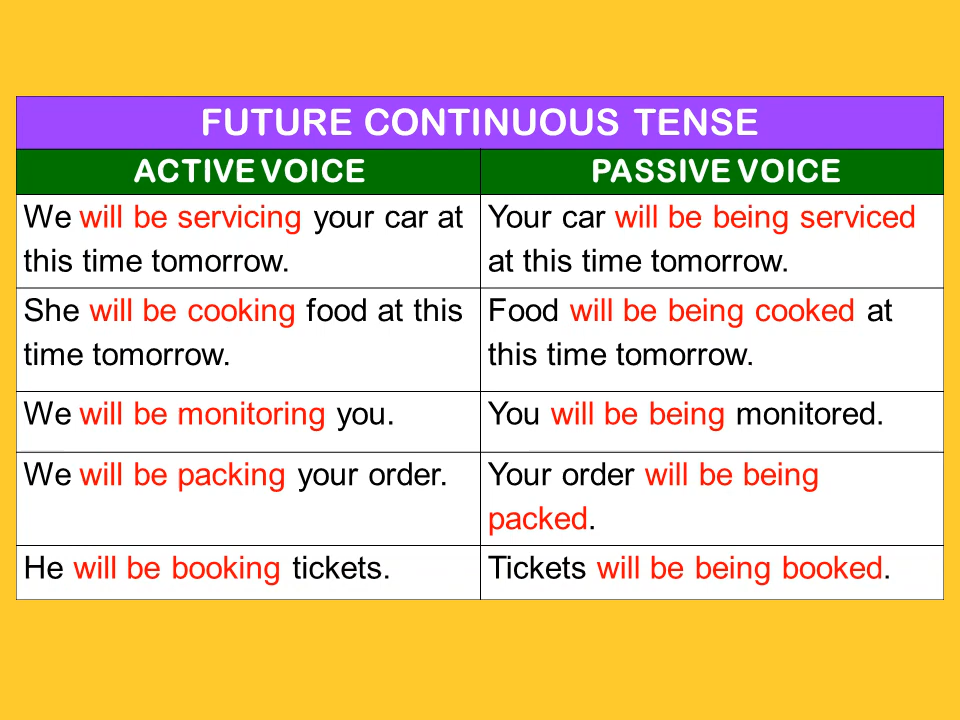 FUTURE CONTINUOUS TENSE
ACTIVE VOICE
PASSIVE VOICE
We will be servicing your car at
this time tomorrow.
Your car will be being serviced
at this time tomorrow.
She will be cooking food at this
time tomorrow.
Food will be being cooked at
this time tomorrow.
We will be monitoring you.
You will be being monitored.
We will be packing your order.
Your order will be being
packed.
He will be booking tickets.
Tickets will be being booked.